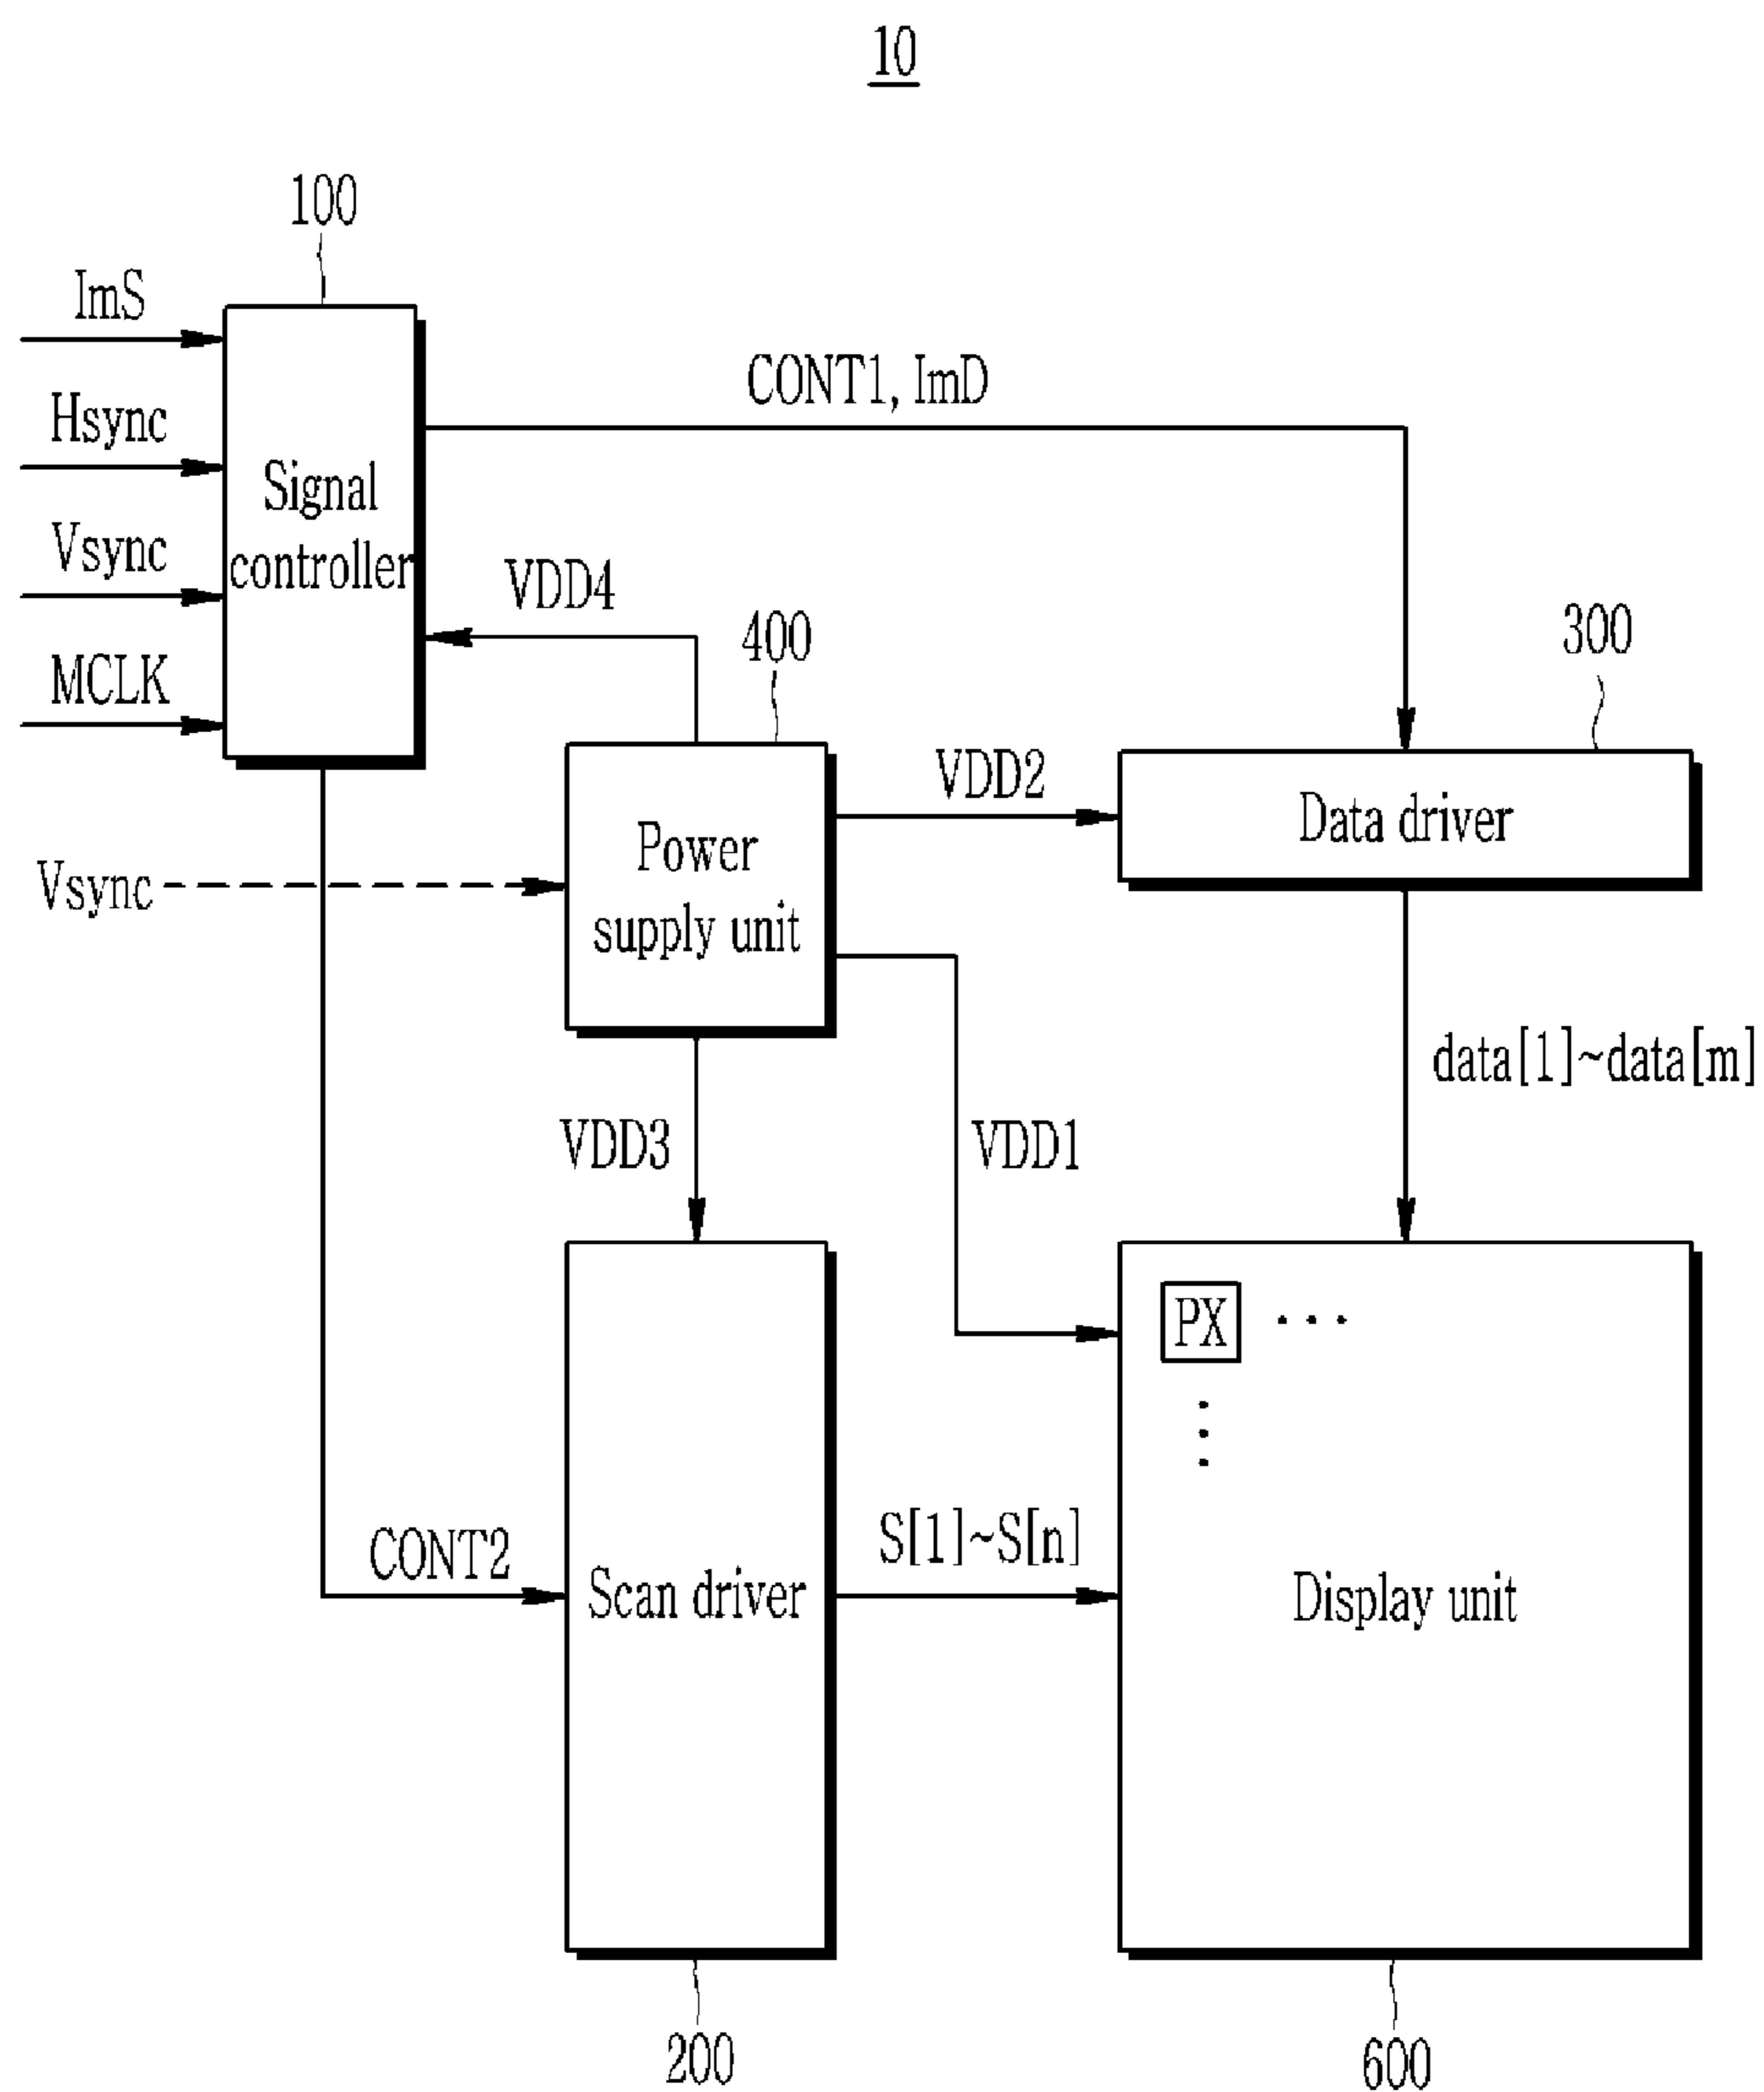 10
100
ImS
CONT1, ImD
Hsync
Signal
controller
Vsync
VDD4
400
300
MCLK
VDD2
Data driver
Power
supply unit
Vsync
data[1]~data[m]
VDD3
VDD1
PX
CONT2
S[1]~S[n]
Scan driver
Display unit
200
600